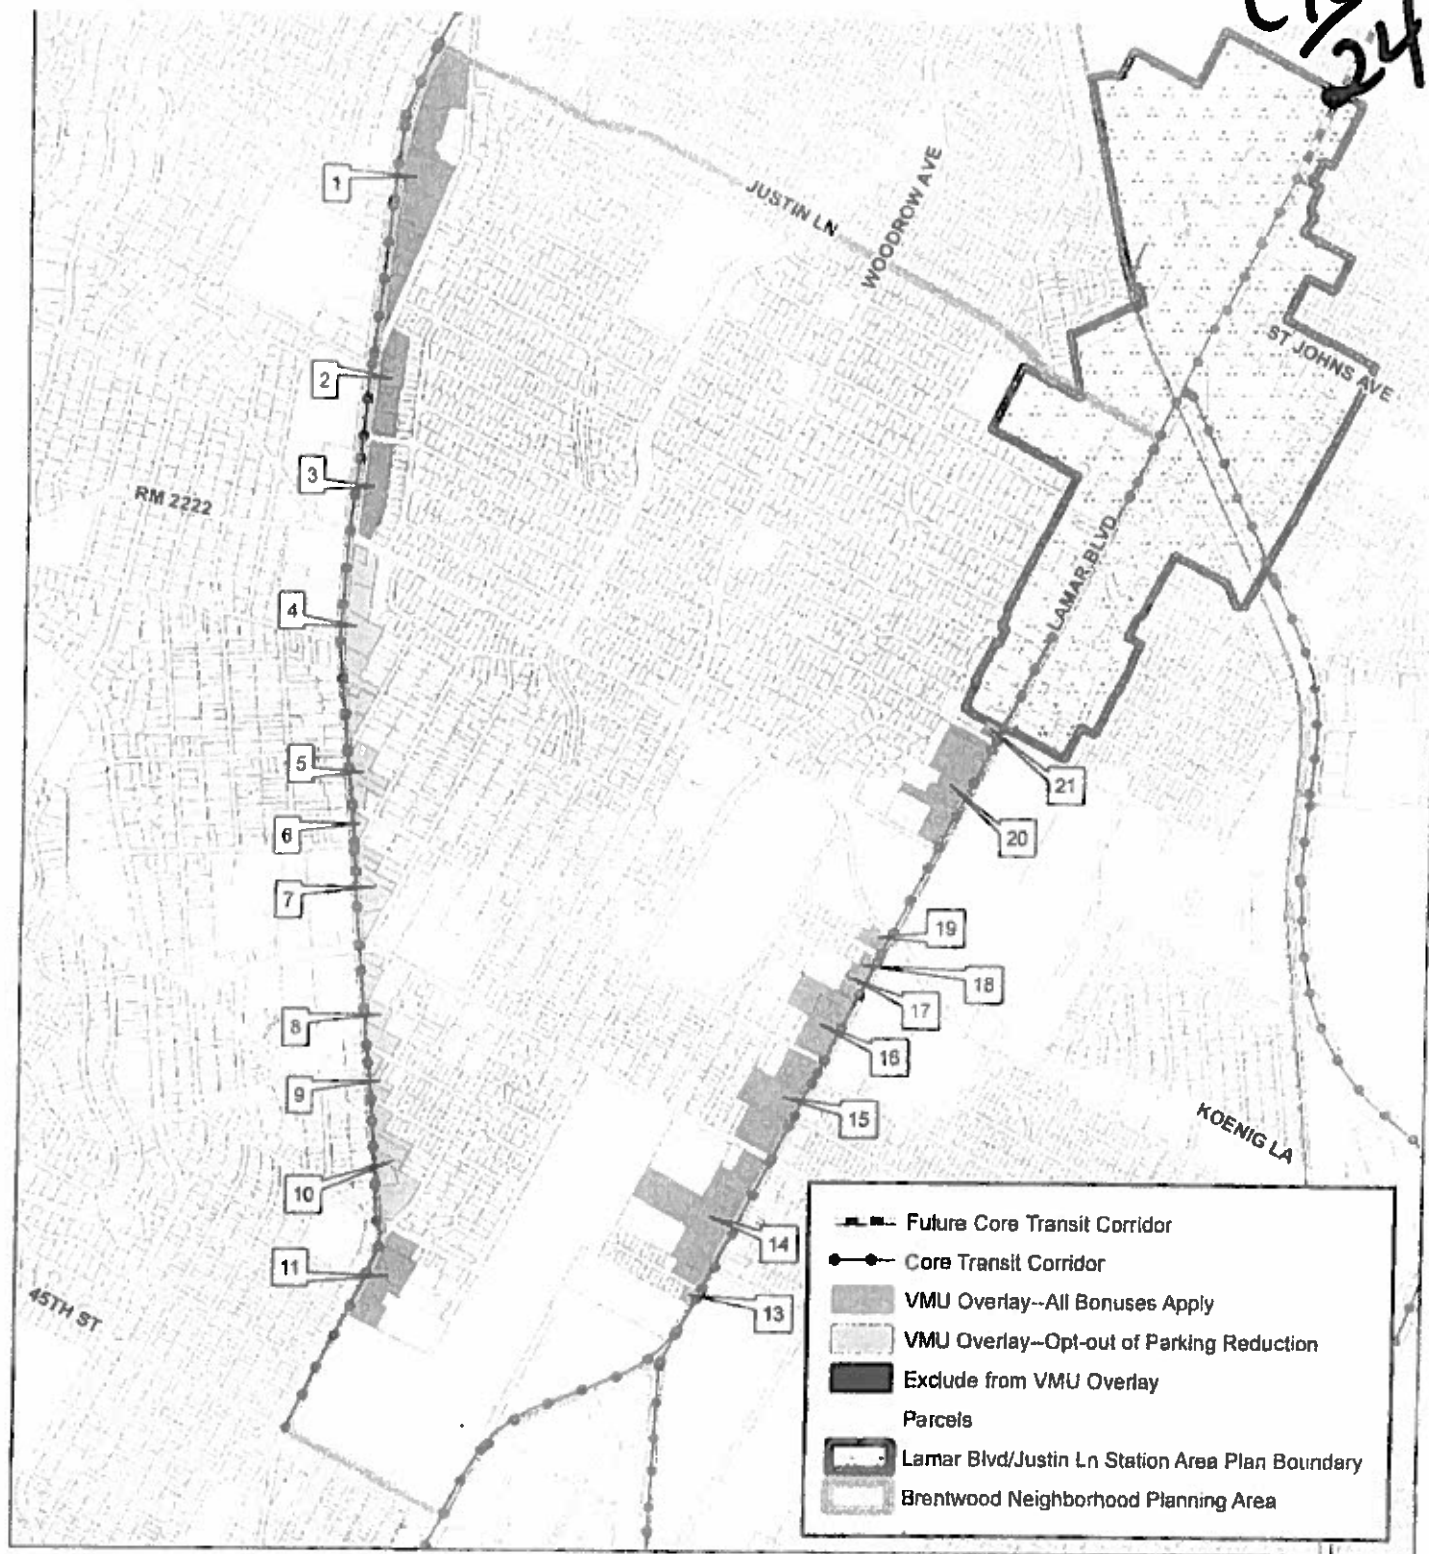 24
1
JUSTIN LN
WOODROW AVE
2
ST JOHNS AVE
3
RM 2222
LAMAR BLVD
4
5
21
6
20
7
19
18
17
8
16
9
15
KOENIG LA
10
14
11
13
45TH ST
Future Core Transit Corridor
Core Transit Corridor
VMU Overlay--All Bonuses Apply
VMU Overlay--Opt-out of Parking Reduction
Exclude from VMU Overlay
Parcels
Lamar Blvd/Justin Ln Station Area Plan Boundary
Brentwood Neighborhood Planning Area